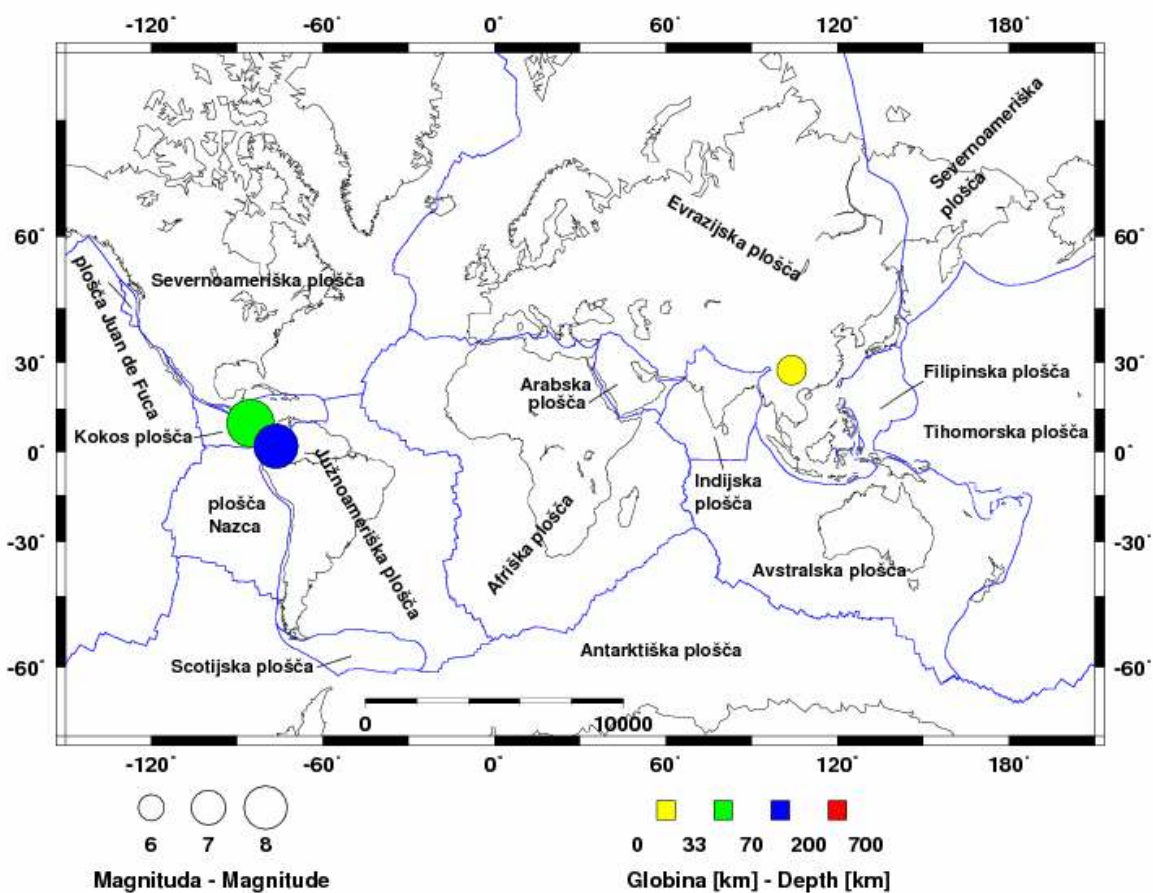 -120° -60° 0° 60° 120° 180°
Severnoameriška
plošča
Evrazijska plošča
60° 60°
Severnoameriška plošča
plošča Juan de Fuca
30° 30°
Arabska
plošča
Filipinska plošča
Kokos plošča
Tihomorska plošča
0° 0°
Južnoameriška plošča
Indijska
plošča
plošča
Nazca
Afriška plošča
-30° -30°
Avstralska plošča
Antarktiška plošča
Scotijska plošča
-60° -60°
0 10000
-120° -60° 0° 60° 120° 180°
6 7 8
0 33 70 200 700
Magnituda - Magnitude
Globina [km] - Depth [km]